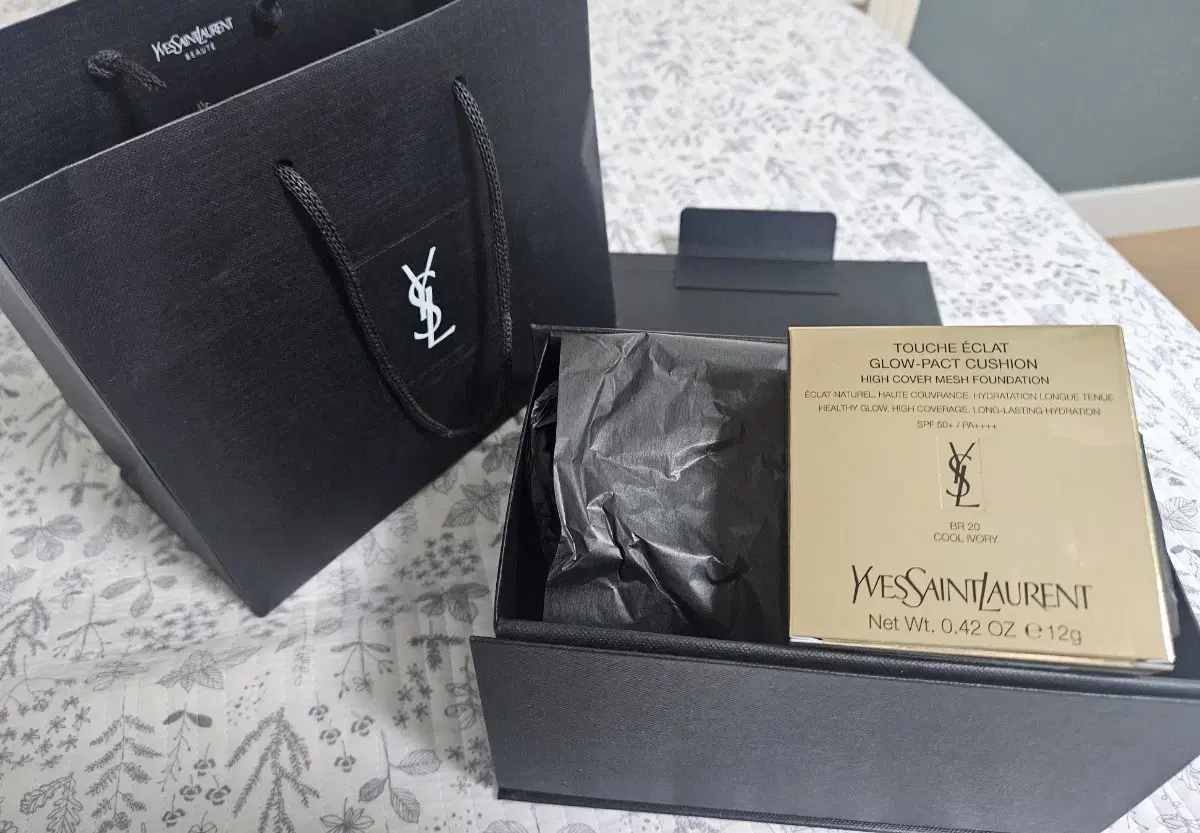 YVESSAINTLAURENT
BEAUTÉ
YSL
TOUCHE ÉCLAT
GLOW-PACT CUSHION
HIGH COVER MESH FOUNDATION
ÉCLAT NATUREL, HAUTE COUVRANCE, HYDRATATION LONGUE TENUE
HEALTHY GLOW, HIGH COVERAGE, LONG-LASTING HYDRATION
SPF 50+ / PA++++
YSL
BR 20
COOL IVORY
YVESSAINTLAURENT
Net Wt. 0.42 OZ ℮12g